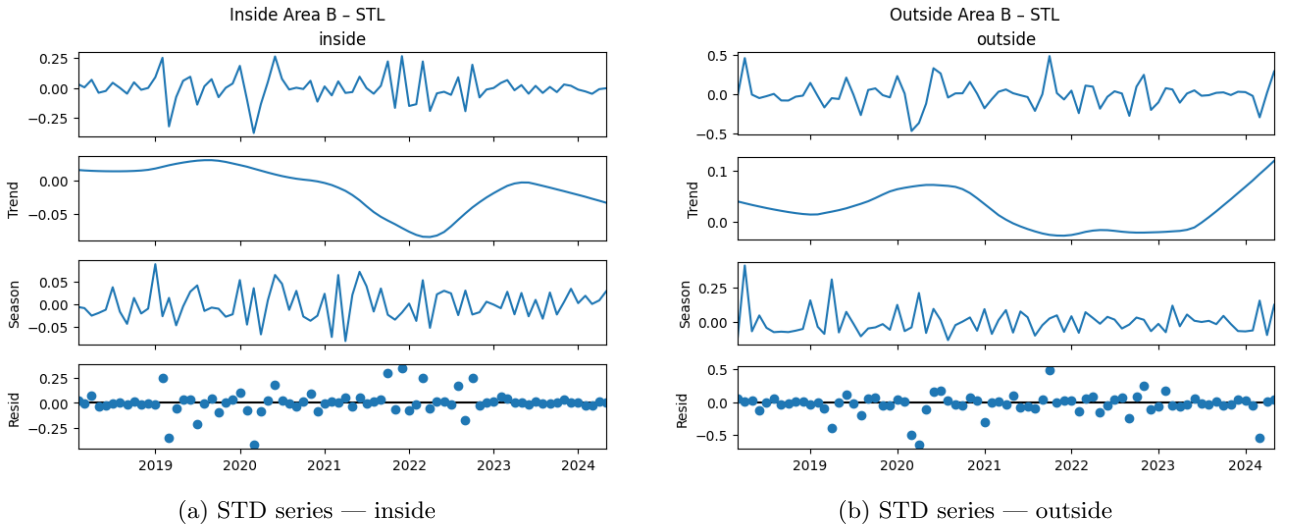 Inside Area B – STL
inside
0.25
0.00
−0.25
Trend
0.00
−0.05
Season
0.05
0.00
−0.05
Resid
0.25
0.00
−0.25
2019 2020 2021 2022 2023 2024
(a) STD series — inside
Outside Area B – STL
outside
0.5
0.0
−0.5
Trend
0.1
0.0
Season
0.25
0.00
Resid
0.5
0.0
−0.5
2019 2020 2021 2022 2023 2024
(b) STD series — outside